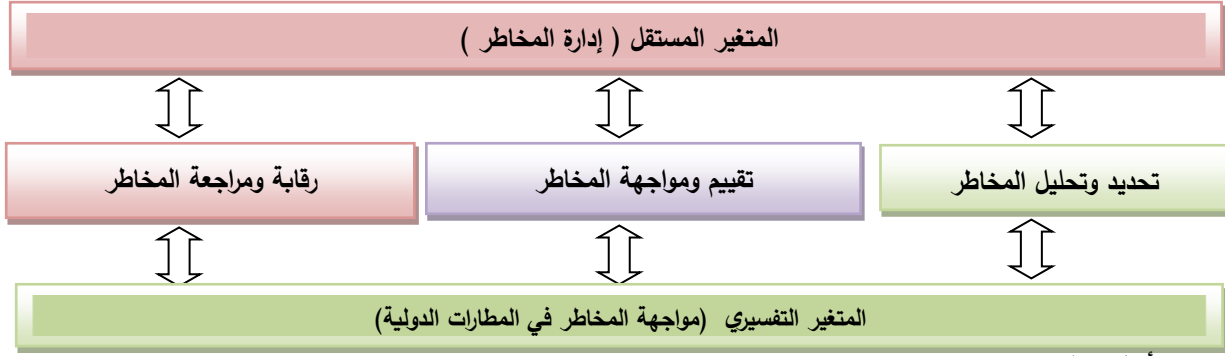 المتغير المستقل ( إدارة المخاطر )
تحديد وتحليل المخاطر
تقييم ومواجهة المخاطر
رقابة ومراجعة المخاطر
المتغير التفسيري (مواجهة المخاطر في المطارات الدولية)